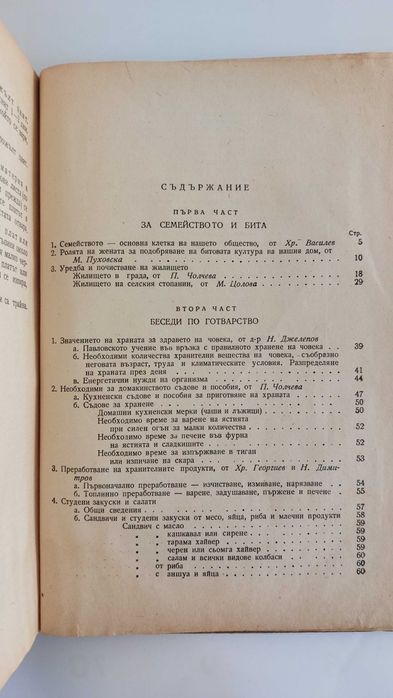 СЪДЪРЖАНИЕ
ПЪРВА ЧАСТ
ЗА СЕМЕЙСТВОТО И БИТА
Стр.
1. Семейството — основна клетка на нашето общество, от Хр. Василев 5
2. Ролята на жената за подобряване на битовата култура на нашия дом, от
М. Пуховска . . . . . . . . . . 10
3. Уредба и почистване на жилището
Жилището в града, от П. Чолчева . . . . . . . . 18
Жилището на селския стопанин, от М. Цолова . . . . . 29
ВТОРА ЧАСТ
БЕСЕДИ ПО ГОТВАРСТВО
1. Значението на храната за здравето на човека, от д-р Н. Джелепов
а. Павловското учение във връзка с правилното хранене на човека . 39
б. Необходими количества хранителни вещества на човека, съобразно
неговата възраст, труда и климатическите условия. Разпределяне
на храната през деня . . . . . . . . . 41
в. Енергетични нужди на организма . . . . . . . 44
2. Необходими за домакинството съдове и пособия, от П. Чолчева
а. Кухненски съдове и пособия за приготвяне на храната . . . 47
б. Съдове за хранене . . . . . . . . . 50
Домашни кухненски мерки (чаши и лъжици) . . . . . 50
Необходимо време за варене на ястията
при силен огън за малки количества . . . . . . 52
Необходимо време за печене във фурна
на ястия и сладкишите . . . . . . . . 52
Необходимо време за изпържване в тиган
или изпичане на скара . . . . . . . . 53
3. Преработване на хранителните продукти, от Хр. Георгиев и Н. Димит-
ров
а. Първоначално преработване — изчистване, измиване, нарязване . 54
б. Топлинно преработване — варене, задушаване, пържене и печене . 55
4. Студени закуски и салати
а. Общи сведения . . . . . . . . . 57
б. Сандвичи и студени закуски от месо, яйца, риба и млечни продукти 58
Сандвич с масло . . . . . . . . . 59
„ „ кашкавал или сирене . . . . . . . 59
„ „ тарама хайвер . . . . . . . . 59
„ „ черен или сьомга хайвер . . . . . . 59
„ „ салам и всички видове колбаси . . . . . 60
„ от риба . . . . . . . . . 60
„ с аншуа и яйца . . . . . . . . 60